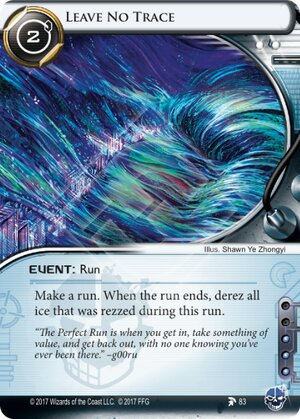 2
LEAVE NO TRACE
Illus. Shawn Ye Zhongyi
EVENT: Run
Make a run. When the run ends, derez all
ice that was rezzed during this run.
"The Perfect Run is when you get in, take something of
value, and get back out, with no one knowing you've
ever been there." –g00ru
© 2017 Wizards of the Coast LLC. © 2017 FFG
83